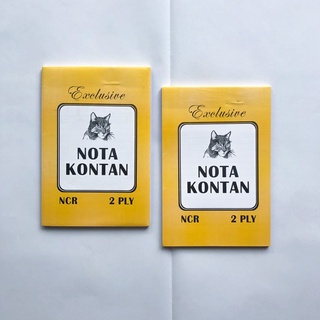 Exclusive
NOTA
KONTAN
NCR 2 PLY
Exclusive
NOTA
KONTAN
NCR 2 PLY